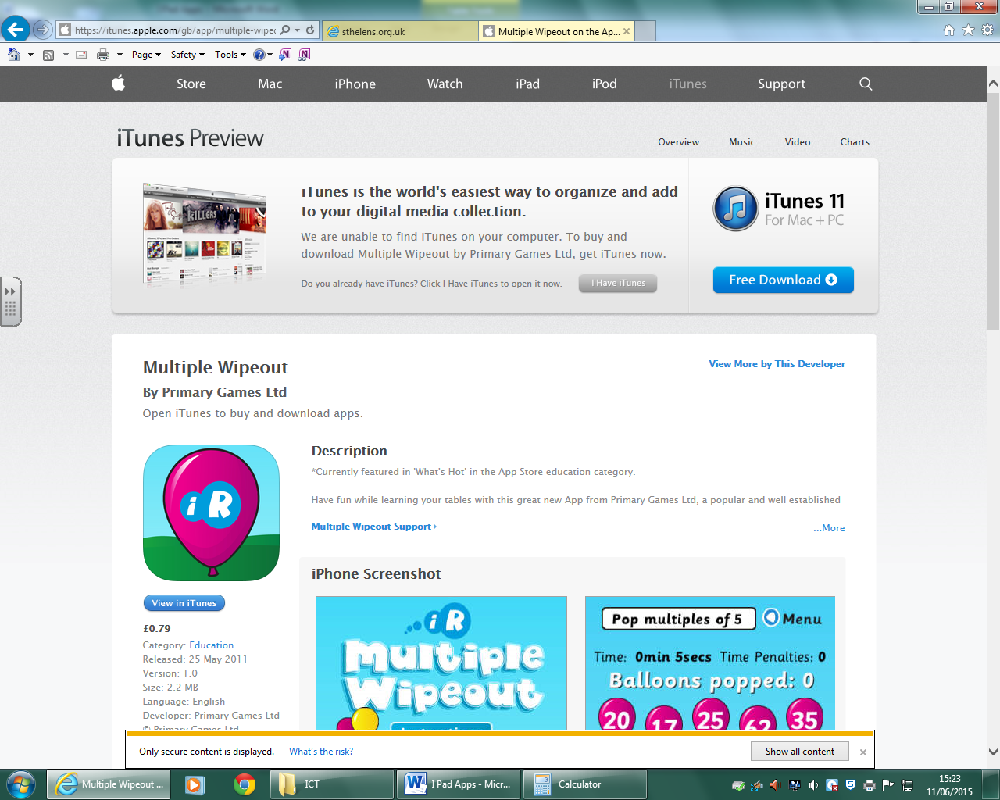 https://itunes.apple.com/gb/app/multiple-wipe
sthelens.org.uk
Multiple Wipeout on the Ap...
Page
Safety
Tools
Store
Mac
iPhone
Watch
iPad
iPod
iTunes
Support
iTunes Preview
Overview
Music
Video
Charts
iTunes is the world's easiest way to organize and add
to your digital media collection.
We are unable to find iTunes on your computer. To buy and
download Multiple Wipeout by Primary Games Ltd, get iTunes now.
Do you already have iTunes? Click I Have iTunes to open it now.
I Have iTunes
iTunes 11
For Mac + PC
Free Download
KILLERS
Multiple Wipeout
View More by This Developer
By Primary Games Ltd
Open iTunes to buy and download apps.
iR
View in iTunes
£0.79
Category: Education
Released: 25 May 2011
Version: 1.0
Size: 2.2 MB
Language: English
Developer: Primary Games Ltd
© Primary Games Ltd
Description
*Currently featured in 'What's Hot' in the App Store education category.
Have fun while learning your tables with this great new App from Primary Games Ltd, a popular and well established
Multiple Wipeout Support
...More
iPhone Screenshot
iR
Multiple
Wipeout
Pop multiples of 5
Menu
Time: 0min 5secs Time Penalties: 0
Balloons popped: 0
20 17 25 62 35
Only secure content is displayed.
What's the risk?
Show all content
Multiple Wipeout ...
ICT
I Pad Apps - Micr...
Calculator
15:23
11/06/2015